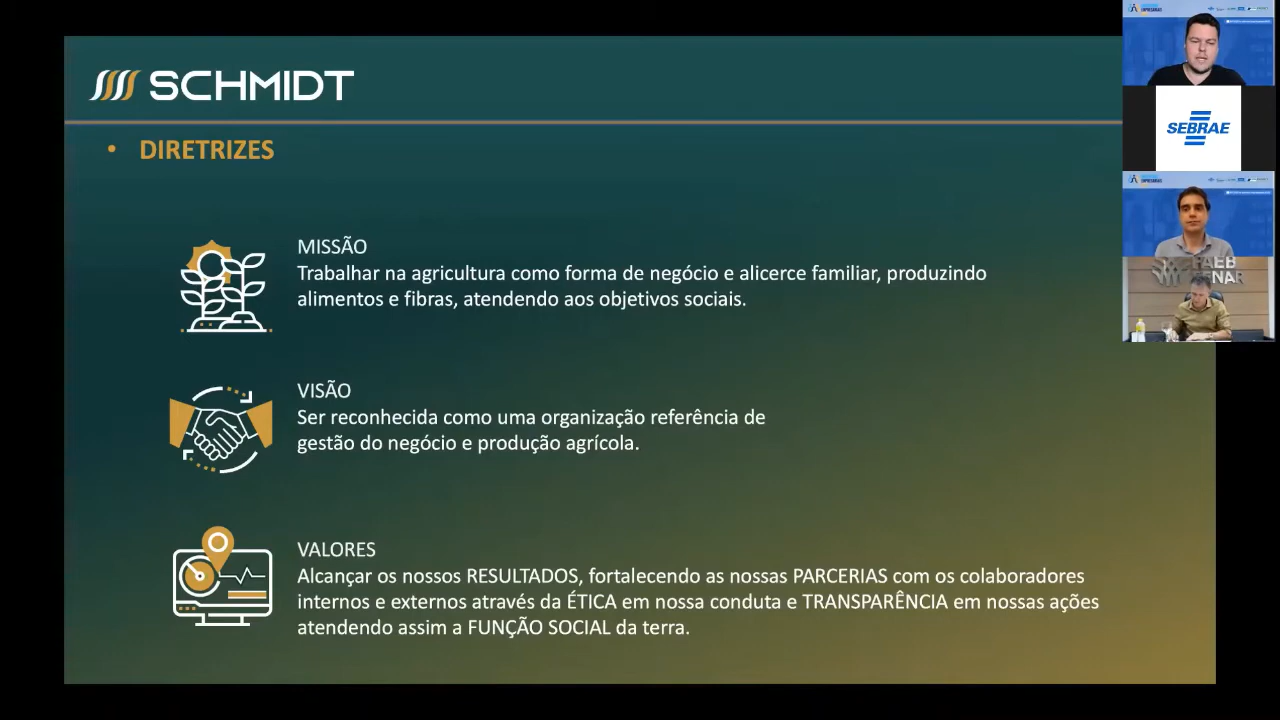 SCHMIDT
• DIRETRIZES
MISSÃO
Trabalhar na agricultura como forma de negócio e alicerce familiar, produzindo
alimentos e fibras, atendendo aos objetivos sociais.
VISÃO
Ser reconhecida como uma organização referência de
gestão do negócio e produção agrícola.
VALORES
Alcançar os nossos RESULTADOS, fortalecendo as nossas PARCERIAS com os colaboradores
internos e externos através da ÉTICA em nossa conduta e TRANSPARÊNCIA em nossas ações
atendendo assim a FUNÇÃO SOCIAL da terra.
SEBRAE